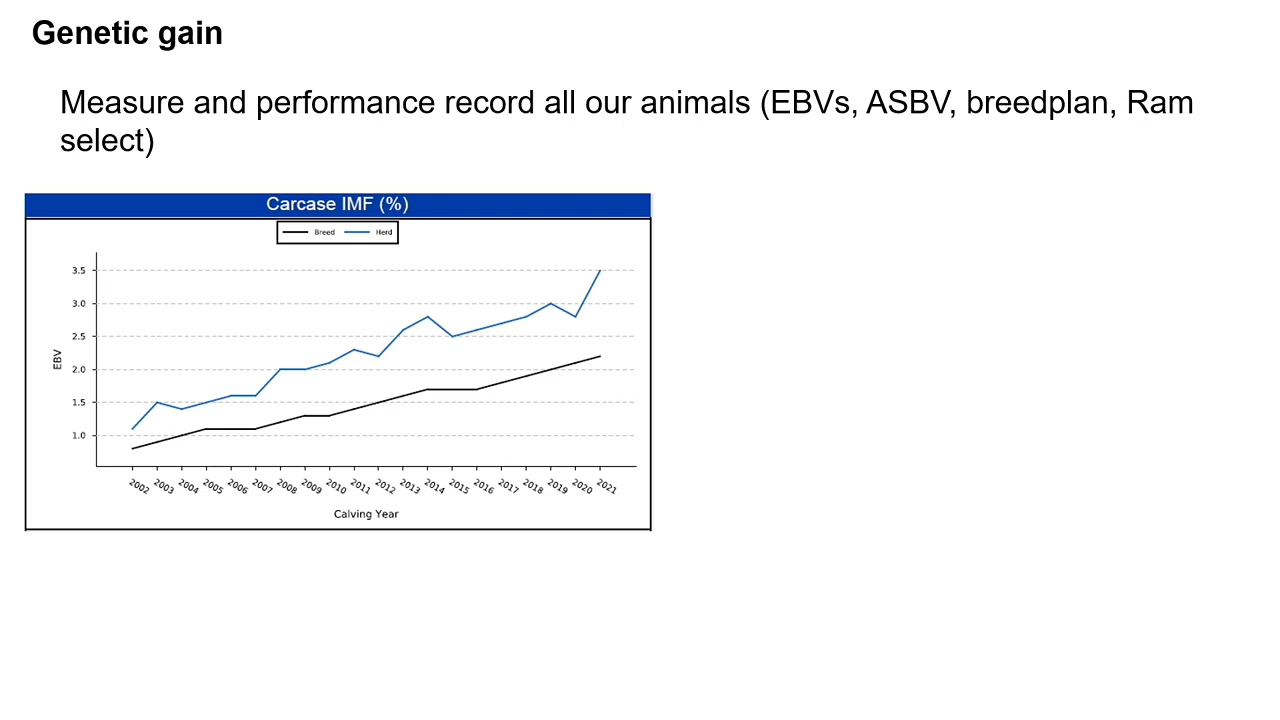 Genetic gain
Measure and performance record all our animals (EBVs, ASBV, breedplan, Ram
select)
Carcase IMF (%)
Breed Herd
3.5
3.0
2.5
2.0
1.5
1.0
EBV
2002 2003 2004 2005 2006 2007 2008 2009 2010 2011 2012 2013 2014 2015 2016 2017 2018 2019 2020 2021
Calving Year